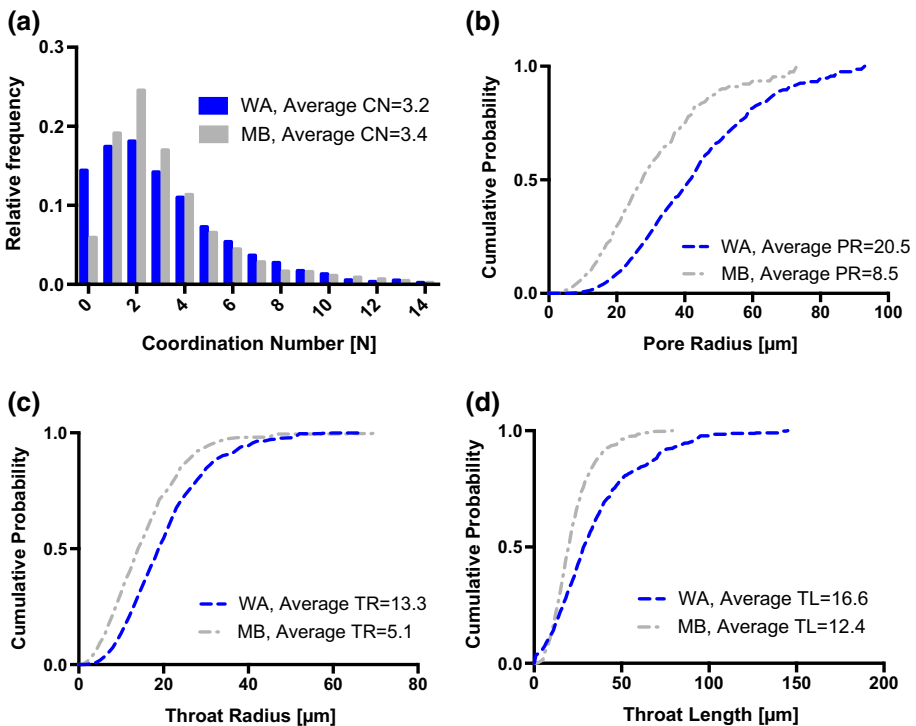 (a)
0.3
0.2
0.1
0.0
Relative frequency
WA, Average CN=3.2
MB, Average CN=3.4
0 2 4 6 8 10 12 14
Coordination Number [N]
(b)
1.0
0.5
0.0
Cumulative Probability
WA, Average PR=20.5
MB, Average PR=8.5
0 20 40 60 80 100
Pore Radius [µm]
(c)
1.0
0.5
0.0
Cumulative Probability
WA, Average TR=13.3
MB, Average TR=5.1
0 20 40 60 80
Throat Radius [µm]
(d)
1.0
0.5
0.0
Cumulative Probability
WA, Average TL=16.6
MB, Average TL=12.4
0 50 100 150 200
Throat Length [µm]